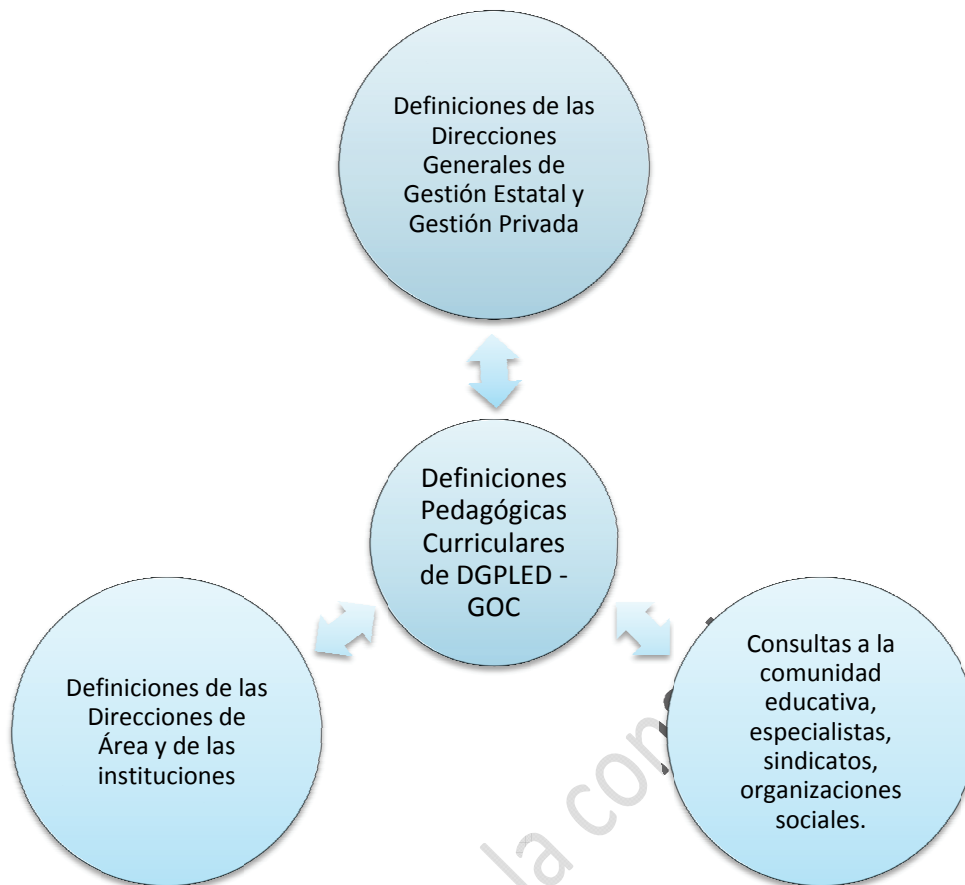 Definiciones de las
Direcciones
Generales de
Gestión Estatal y
Gestión Privada
Definiciones
Pedagógicas
Curriculares
de DGPLED -
GOC
Definiciones de las
Direcciones de
Área y de las
instituciones
Consultas a la
comunidad
educativa,
especialistas,
sindicatos,
organizaciones
sociales.
la